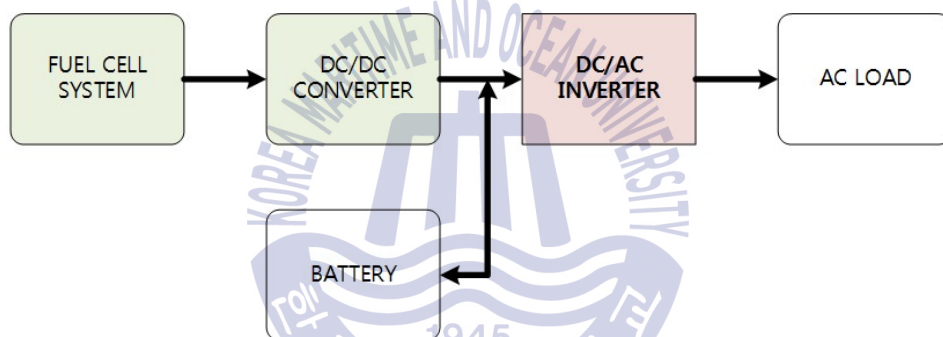 FUEL CELL
SYSTEM
DC/DC
CONVERTER
DC/AC
INVERTER
AC LOAD
BATTERY
KOREA MARITIME AND OCEAN UNIVERSITY
1945